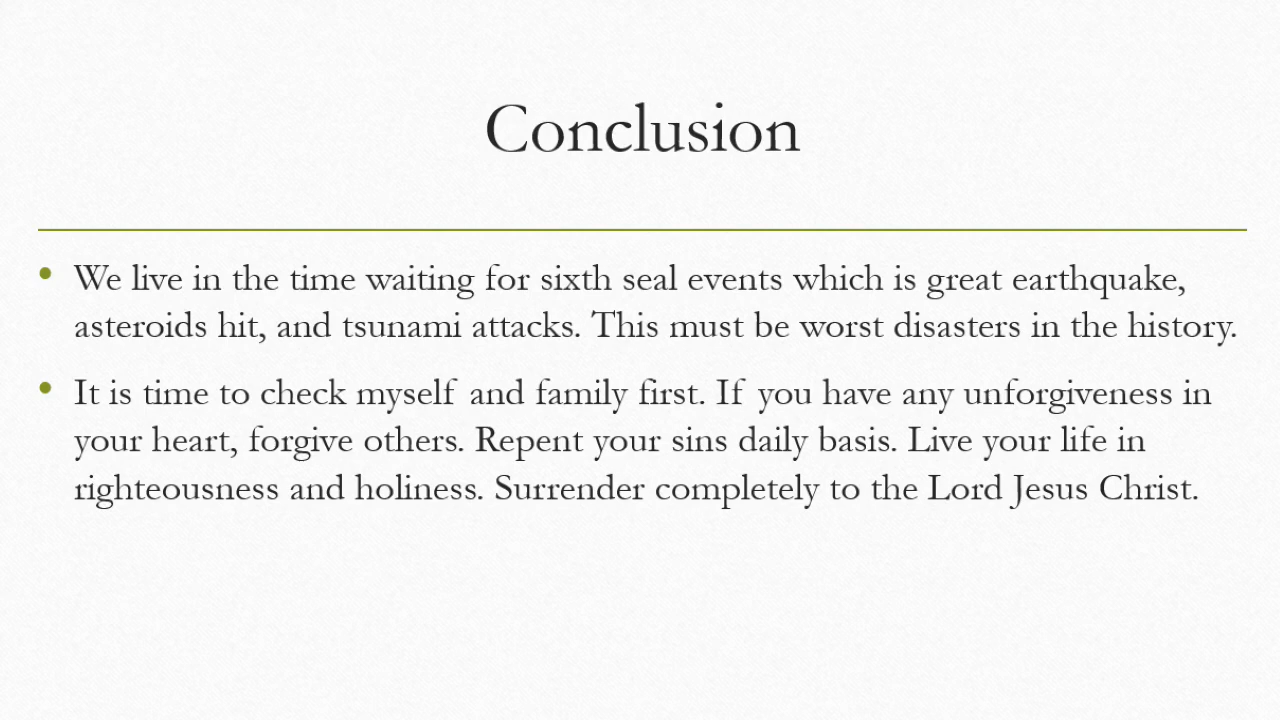 Conclusion
• We live in the time waiting for sixth seal events which is great earthquake,
asteroids hit, and tsunami attacks. This must be worst disasters in the history.
• It is time to check myself and family first. If you have any unforgiveness in
your heart, forgive others. Repent your sins daily basis. Live your life in
righteousness and holiness. Surrender completely to the Lord Jesus Christ.